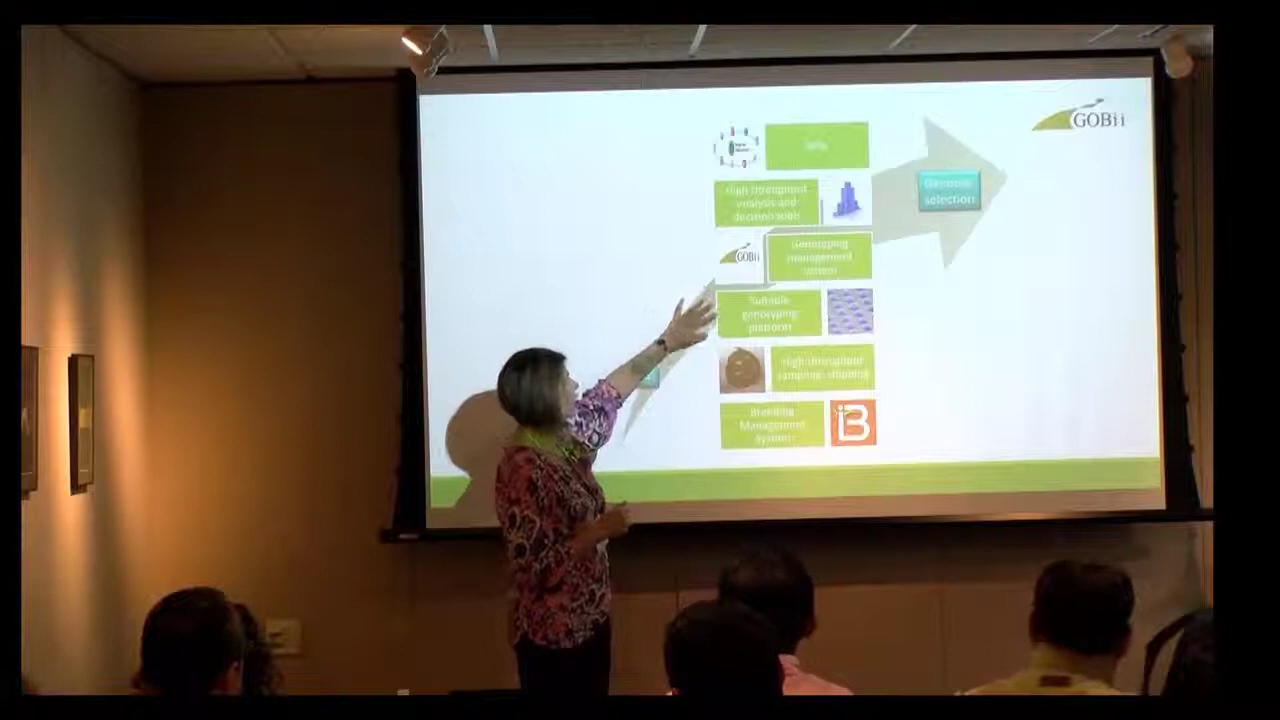 GOBii
High throughput
analysis and
decision tools
Genomic
selection
GOBii
Genotyping
management
system
Suitable
genotyping
platform
High throughput
sampling/shipping
Breeding
Management
System
B